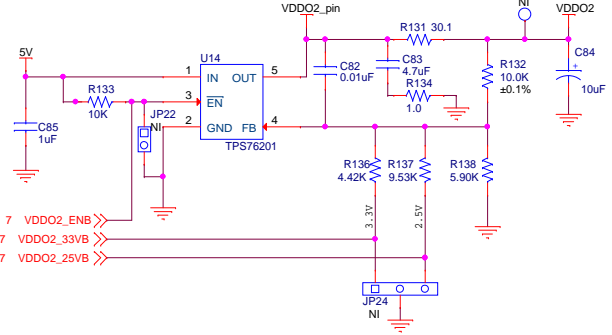 VDDO2_pin
NI
VDDO2
R131 30.1
5V
U14
C82
0.01uF
C83
4.7uF
R134
1.0
R132
10.0K
±0.1%
C84
+
10uF
1
IN
OUT
5
3
EN
2
GND
FB
4
TPS76201
R133
10K
JP22
NI
C85
1uF
R136
4.42K
R137
9.53K
R138
5.90K
3.3V
2.5V
7 VDDO2_ENB
7 VDDO2_33VB
7 VDDO2_25VB
JP24
NI